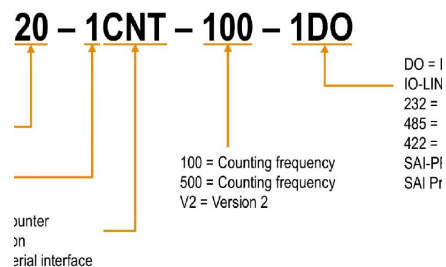 20 – 1CNT – 100 – 1DO
DO =
IO-LIN
232 =
485 =
422 =
SAI-P
SAI Pr
100 = Counting frequency
500 = Counting frequency
V2 = Version 2
ounter
on
erial interface